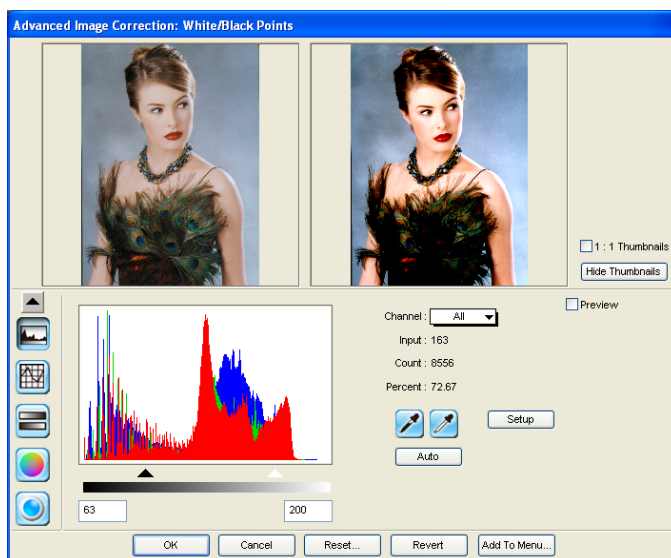 Advanced Image Correction: White/Black Points
1 : 1 Thumbnails
Hide Thumbnails
Preview
Channel : All
Input : 163
Count : 8556
Percent : 72.67
Setup
Auto
63 200
OK Cancel Reset... Revert Add To Menu...